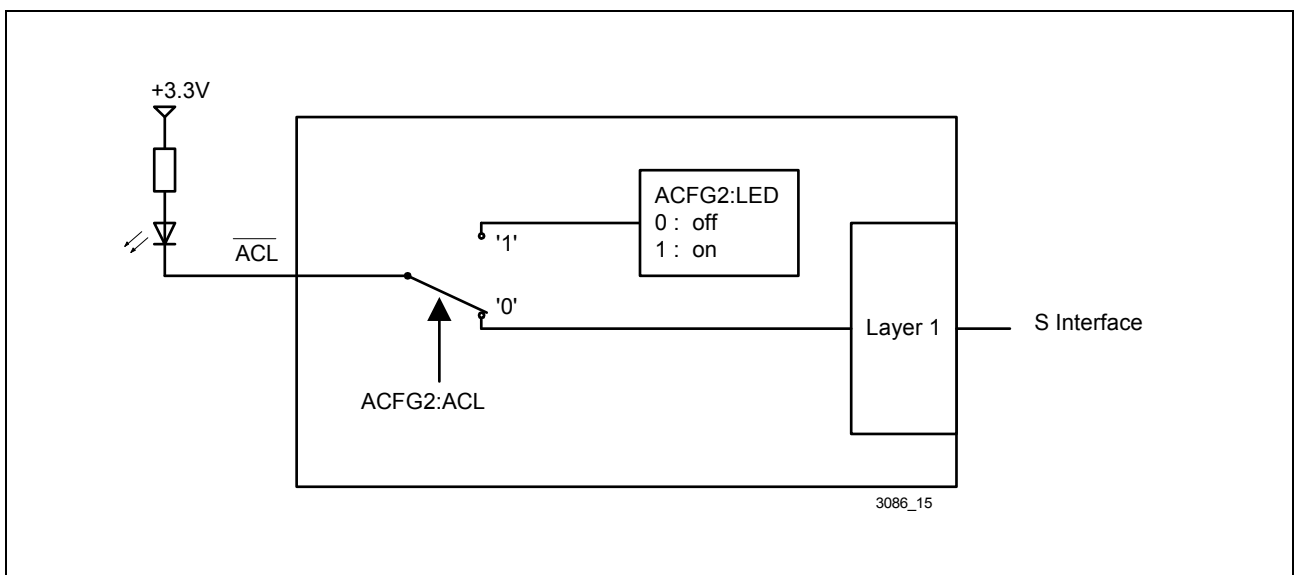 +3.3V
ACL
'1'
ACFG2:LED
0 : off
1 : on
'0'
ACFG2:ACL
Layer 1
S Interface
3086_15